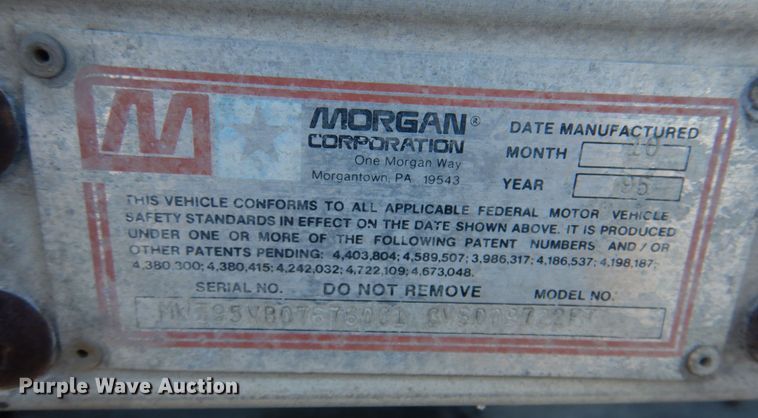 M
MORGAN®
CORPORATION
One Morgan Way
Morgantown, PA 19543
DATE MANUFACTURED
MONTH 10
YEAR 95
THIS VEHICLE CONFORMS TO ALL APPLICABLE FEDERAL MOTOR VEHICLE
SAFETY STANDARDS IN EFFECT ON THE DATE SHOWN ABOVE. IT IS PRODUCED
UNDER ONE OR MORE OF THE FOLLOWING PATENT NUMBERS AND/OR
OTHER PATENTS PENDING: 4,403,804; 4,589,507; 3,986,317; 4,186,537; 4,198,187;
4,380,300; 4,380,415; 4,242,032; 4,722,109; 4,673,048.
SERIAL NO. DO NOT REMOVE MODEL NO.
Purple Wave Auction